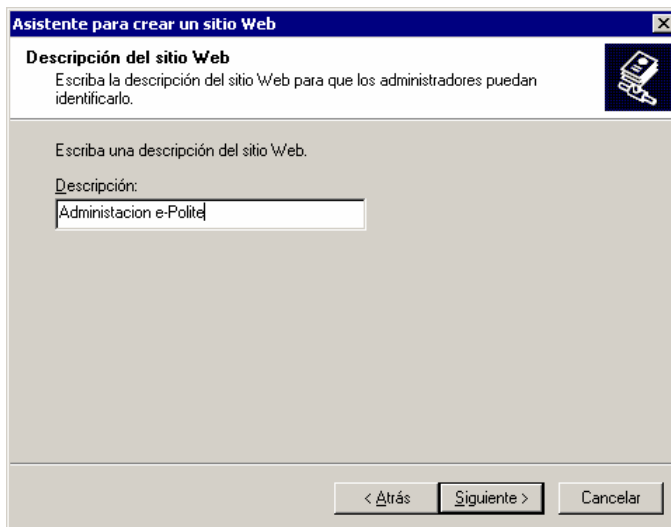 Asistente para crear un sitio Web
Descripción del sitio Web
Escriba la descripción del sitio Web para que los administradores puedan
identificarlo.
Escriba una descripción del sitio Web.
Descripción:
Administacion e-Polite
< Atrás
Siguiente >
Cancelar